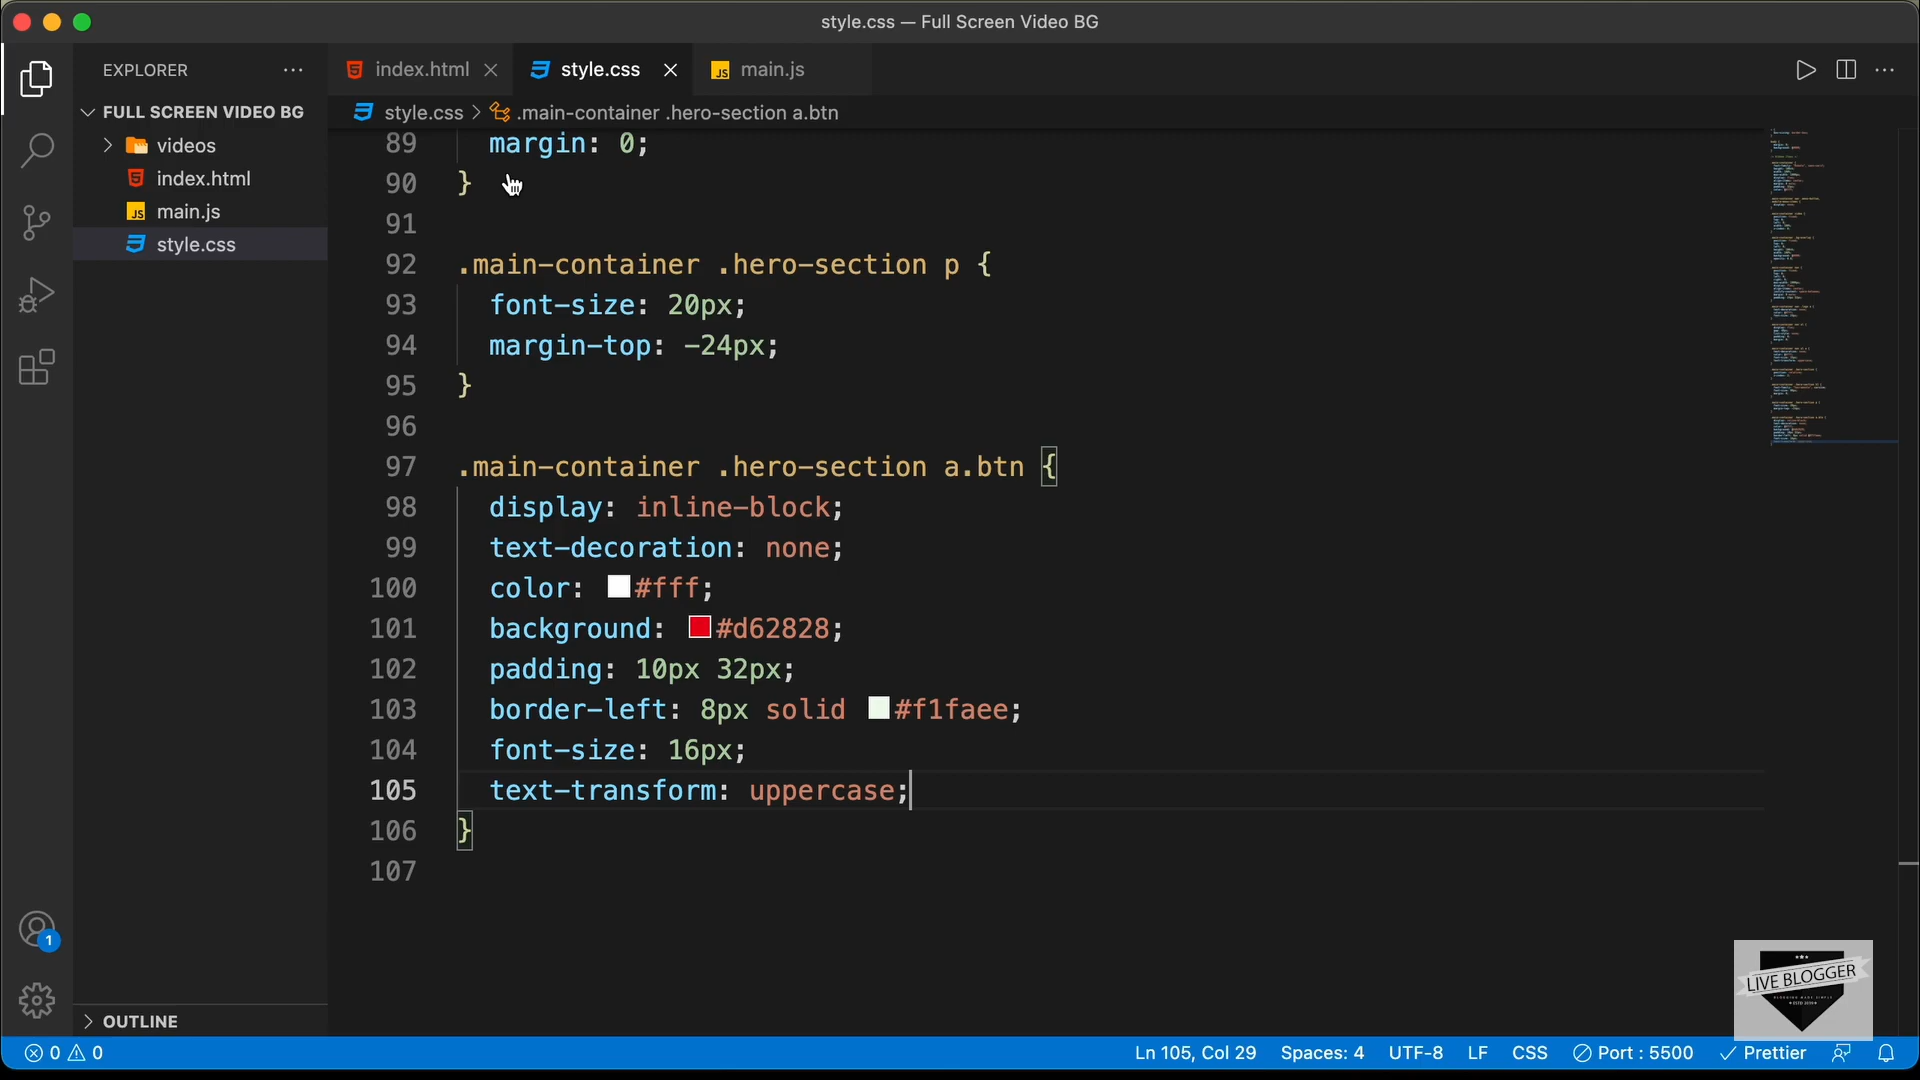 style.css — Full Screen Video BG
EXPLORER
index.html
style.css
main.js
FULL SCREEN VIDEO BG
style.css > .main-container .hero-section a.btn
videos
index.html
main.js
style.css
89 margin: 0;
90 }
91
92 .main-container .hero-section p {
93 font-size: 20px;
94 margin-top: -24px;
95 }
96
97 .main-container .hero-section a.btn {
98 display: inline-block;
99 text-decoration: none;
100 color: #fff;
101 background: #d62828;
102 padding: 10px 32px;
103 border-left: 8px solid #f1faee;
104 font-size: 16px;
105 text-transform: uppercase;
106 }
107
1
OUTLINE
LIVE BLOGGER
0 0
Ln 105, Col 29 Spaces: 4 UTF-8 LF CSS Port : 5500 Prettier